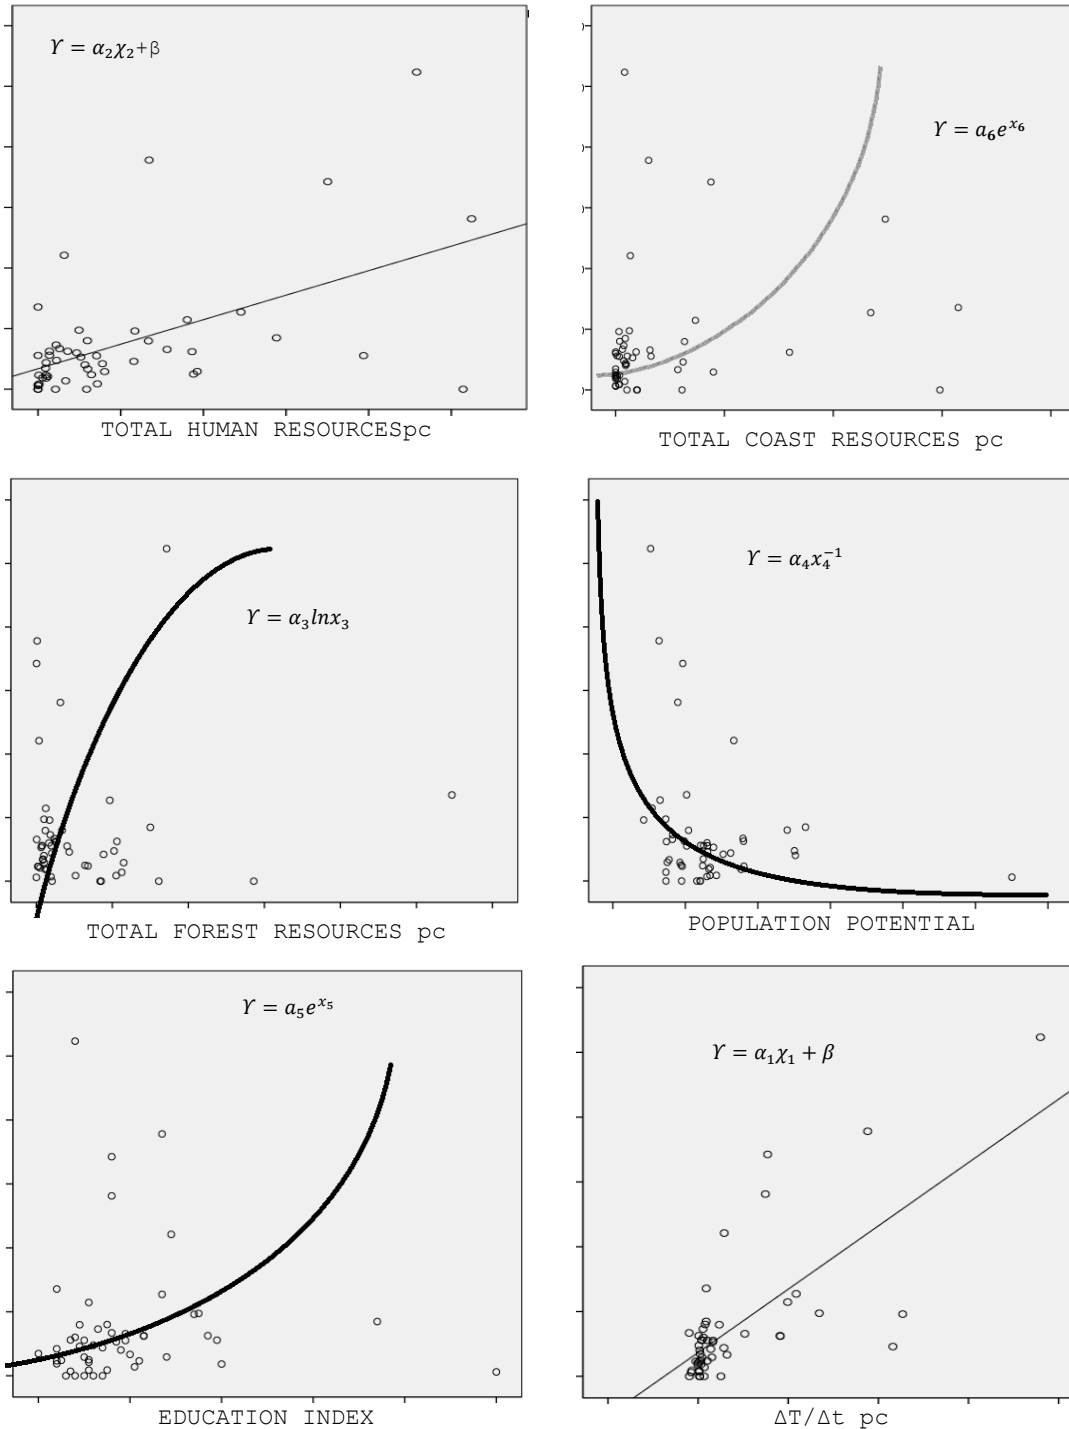 Υ = α₂χ₂+β
TOTAL HUMAN RESOURCESpc
Υ = a₆e^{x₆}
TOTAL COAST RESOURCES pc
Υ = α₃lnx₃
TOTAL FOREST RESOURCES pc
Υ = α₄x₄⁻¹
POPULATION POTENTIAL
Υ = a₅e^{x₅}
EDUCATION INDEX
Υ = α₁χ₁ + β
ΔT/Δt pc